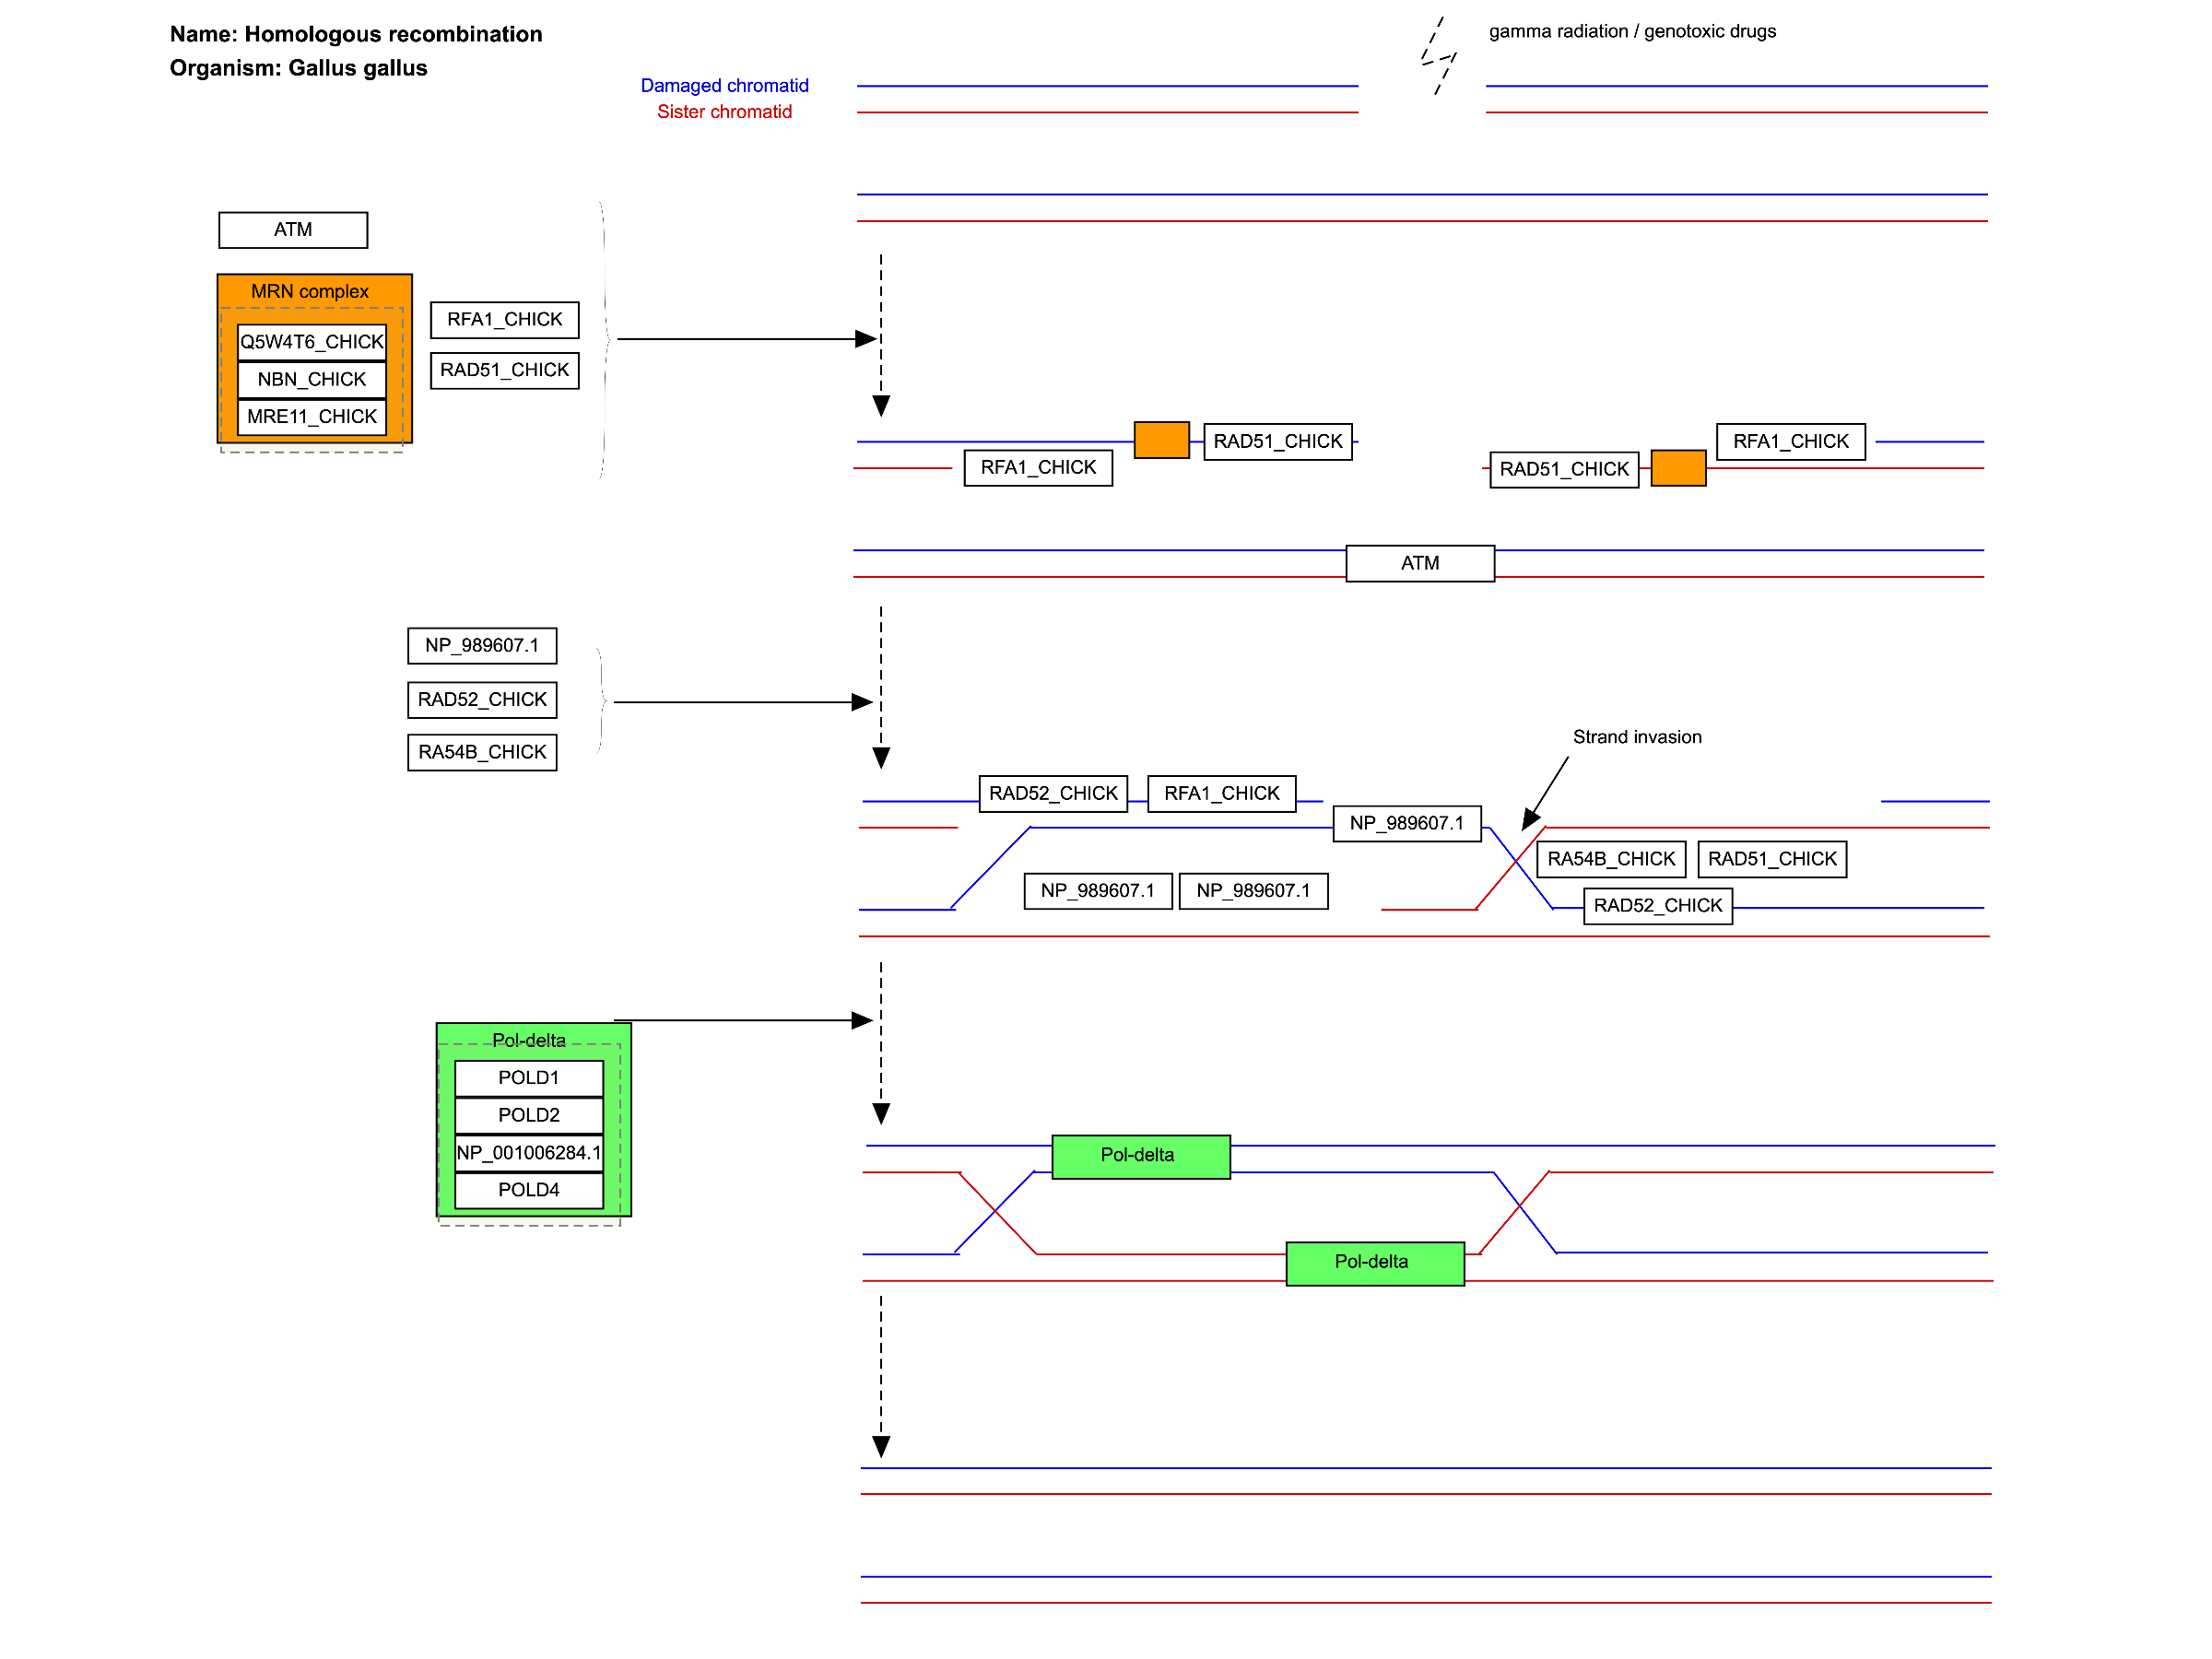 Name: Homologous recombination
Organism: Gallus gallus
gamma radiation / genotoxic drugs
Damaged chromatid
Sister chromatid
ATM
MRN complex
Q5W4T6_CHICK
NBN_CHICK
MRE11_CHICK
RFA1_CHICK
RAD51_CHICK
RAD51_CHICK
RFA1_CHICK
RFA1_CHICK
RAD51_CHICK
ATM
NP_989607.1
RAD52_CHICK
RA54B_CHICK
Strand invasion
RAD52_CHICK
RFA1_CHICK
NP_989607.1
RA54B_CHICK
RAD51_CHICK
NP_989607.1
NP_989607.1
RAD52_CHICK
Pol-delta
POLD1
POLD2
NP_001006284.1
POLD4
Pol-delta
Pol-delta